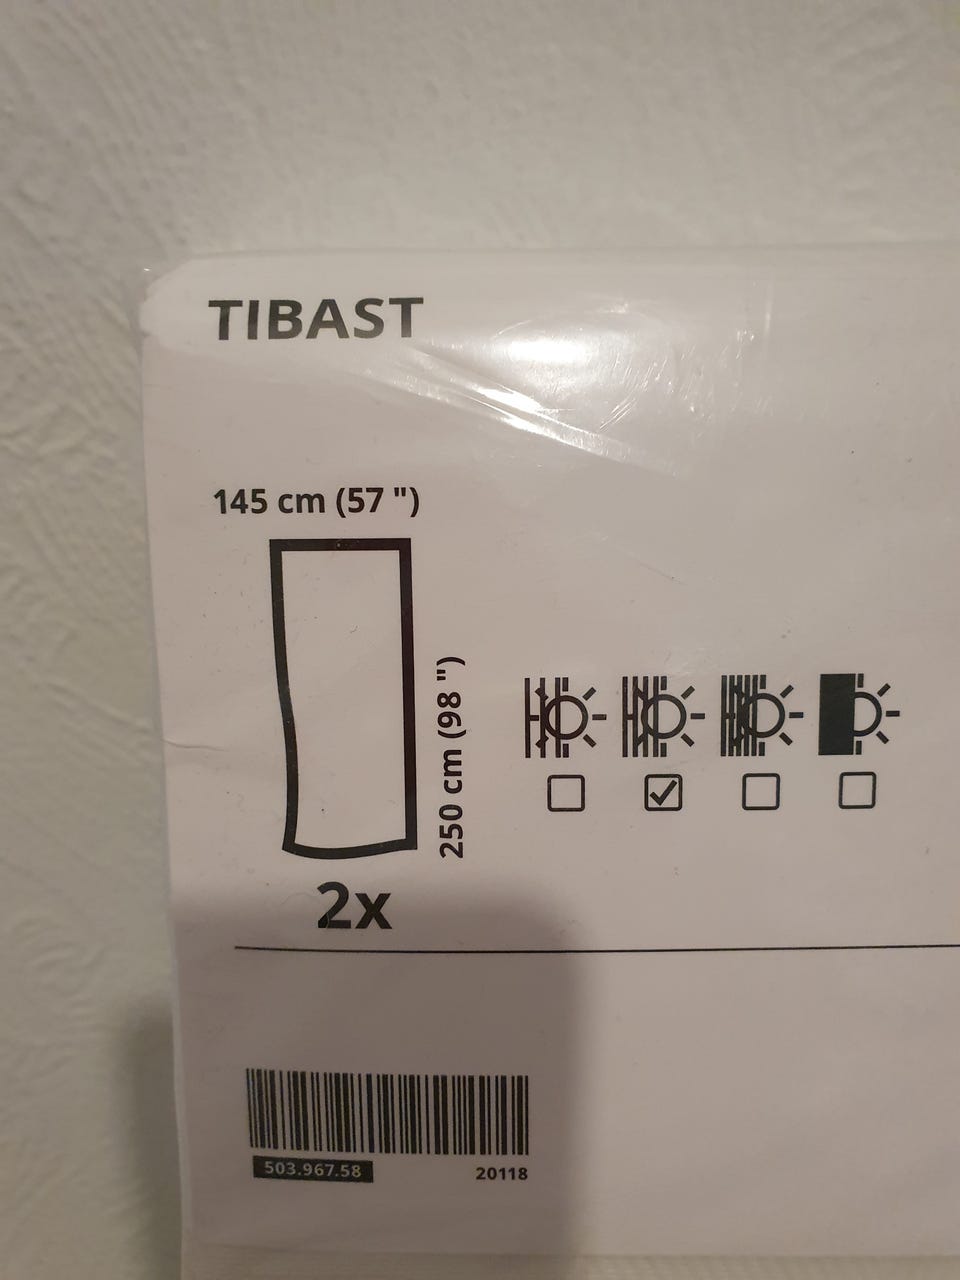 TIBAST
145 cm (57 ")
250 cm (98 ")
2x
503.967.58
20118